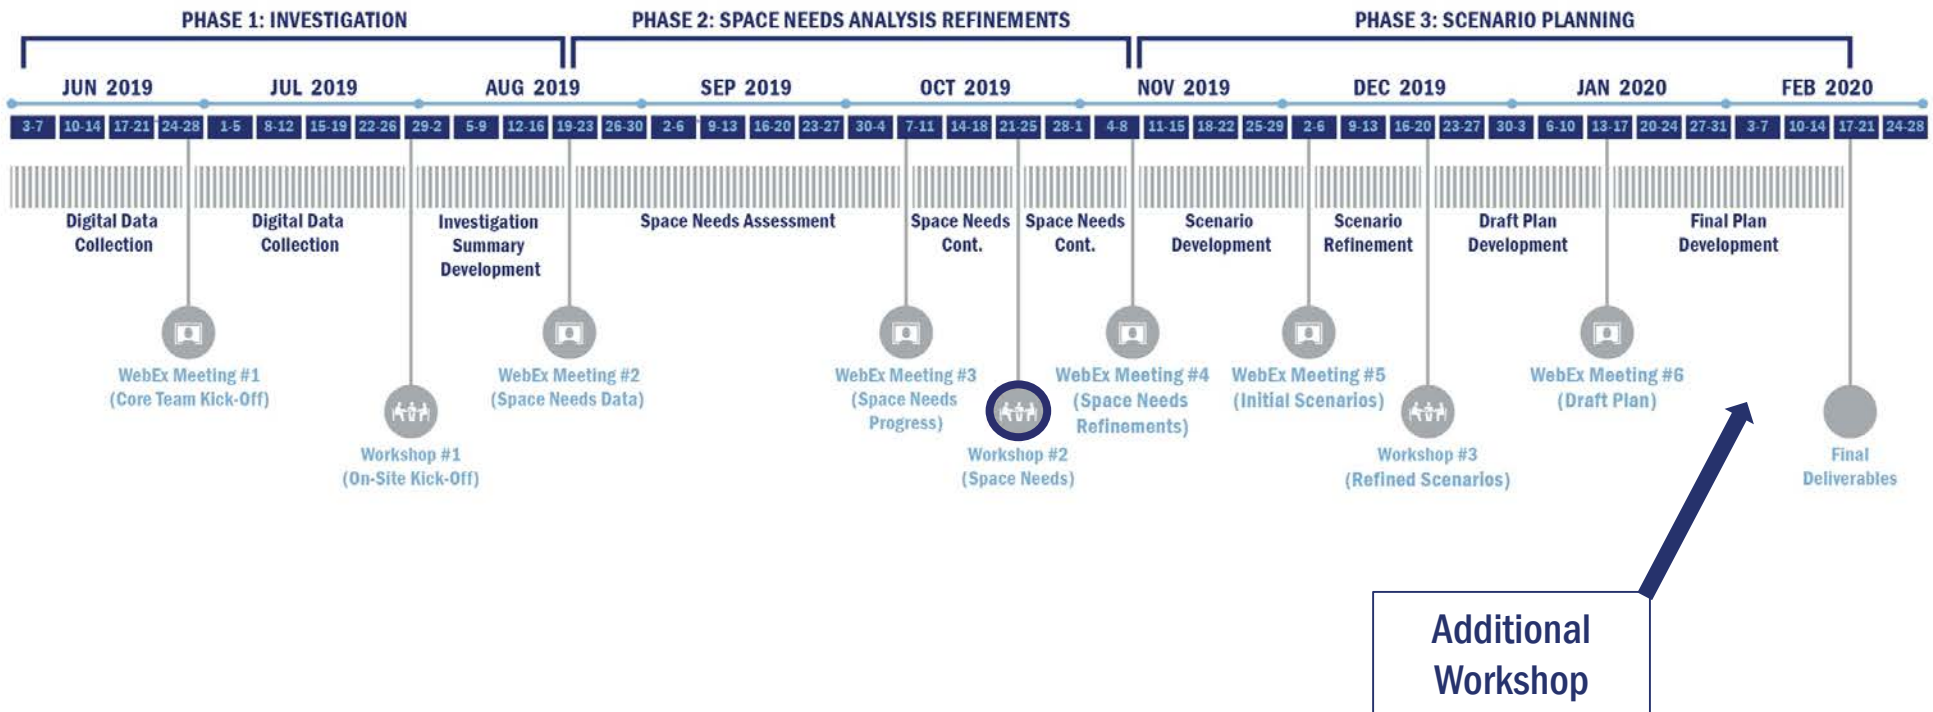 PHASE 1: INVESTIGATION
PHASE 2: SPACE NEEDS ANALYSIS REFINEMENTS
PHASE 3: SCENARIO PLANNING
JUN 2019
JUL 2019
AUG 2019
SEP 2019
OCT 2019
NOV 2019
DEC 2019
JAN 2020
FEB 2020
3-7 10-14 17-21 24-28 1-5 8-12 15-19 22-26 29-2 5-9 12-16 19-23 26-30 2-6 9-13 16-20 23-27 30-4 7-11 14-18 21-25 28-1 4-8 11-15 18-22 25-29 2-6 9-13 16-20 23-27 30-3 6-10 13-17 20-24 27-31 3-7 10-14 17-21 24-28
Digital Data
Collection
Digital Data
Collection
Investigation
Summary
Development
Space Needs Assessment
Space Needs
Cont.
Space Needs
Cont.
Scenario
Development
Scenario
Refinement
Draft Plan
Development
Final Plan
Development
WebEx Meeting #1
(Core Team Kick-Off)
Workshop #1
(On-Site Kick-Off)
WebEx Meeting #2
(Space Needs Data)
WebEx Meeting #3
(Space Needs
Progress)
Workshop #2
(Space Needs)
WebEx Meeting #4
(Space Needs
Refinements)
WebEx Meeting #5
(Initial Scenarios)
Workshop #3
(Refined Scenarios)
WebEx Meeting #6
(Draft Plan)
Final
Deliverables
Additional
Workshop